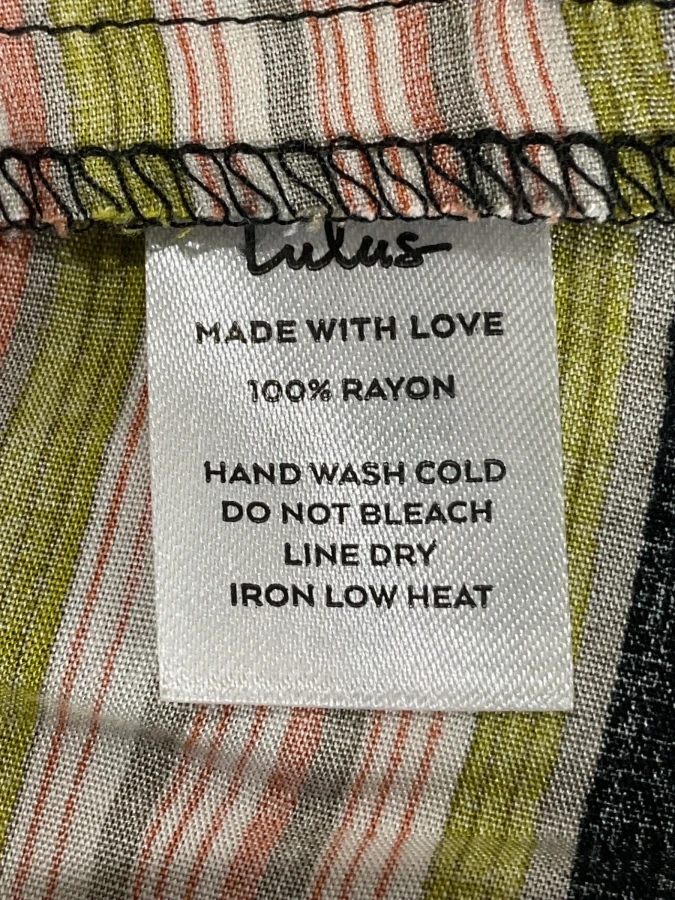 Lulus
MADE WITH LOVE
100% RAYON
HAND WASH COLD
DO NOT BLEACH
LINE DRY
IRON LOW HEAT